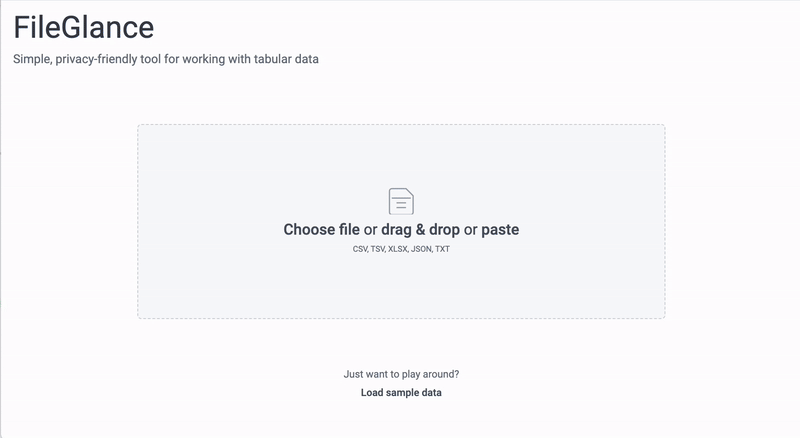 FileGlance
Simple, privacy-friendly tool for working with tabular data
Choose file or drag & drop or paste
CSV, TSV, XLSX, JSON, TXT
Just want to play around?
Load sample data